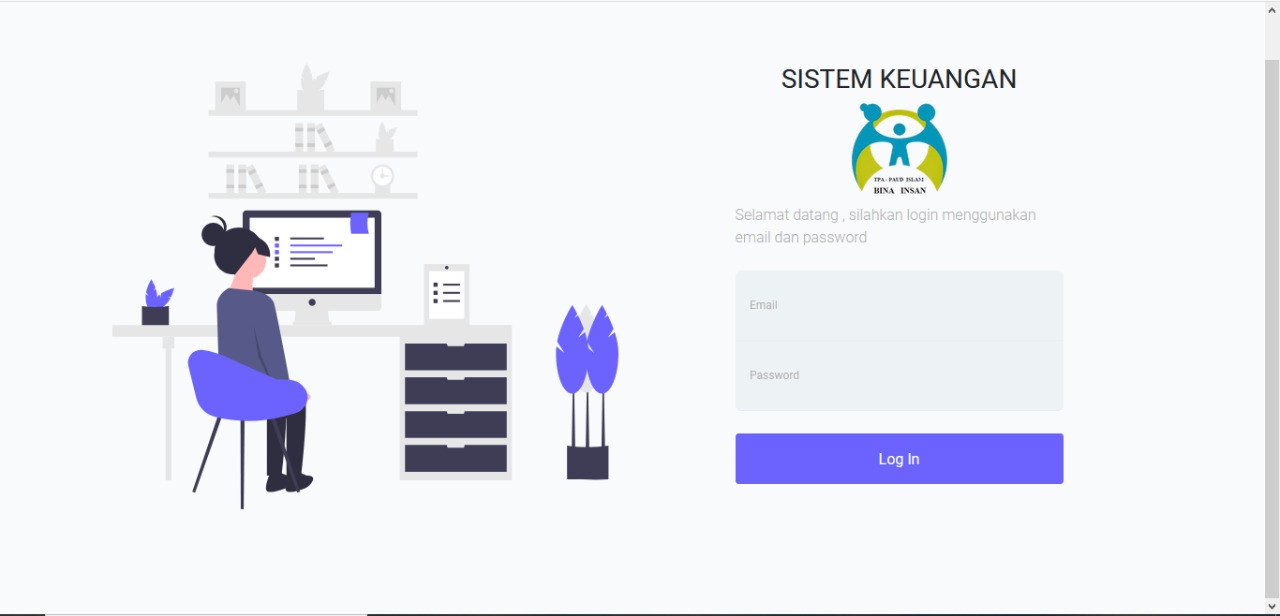 SISTEM KEUANGAN
TPA - PAUD ISLAM
BINA INSAN
Selamat datang , silahkan login menggunakan
email dan password
Email
Password
Log In